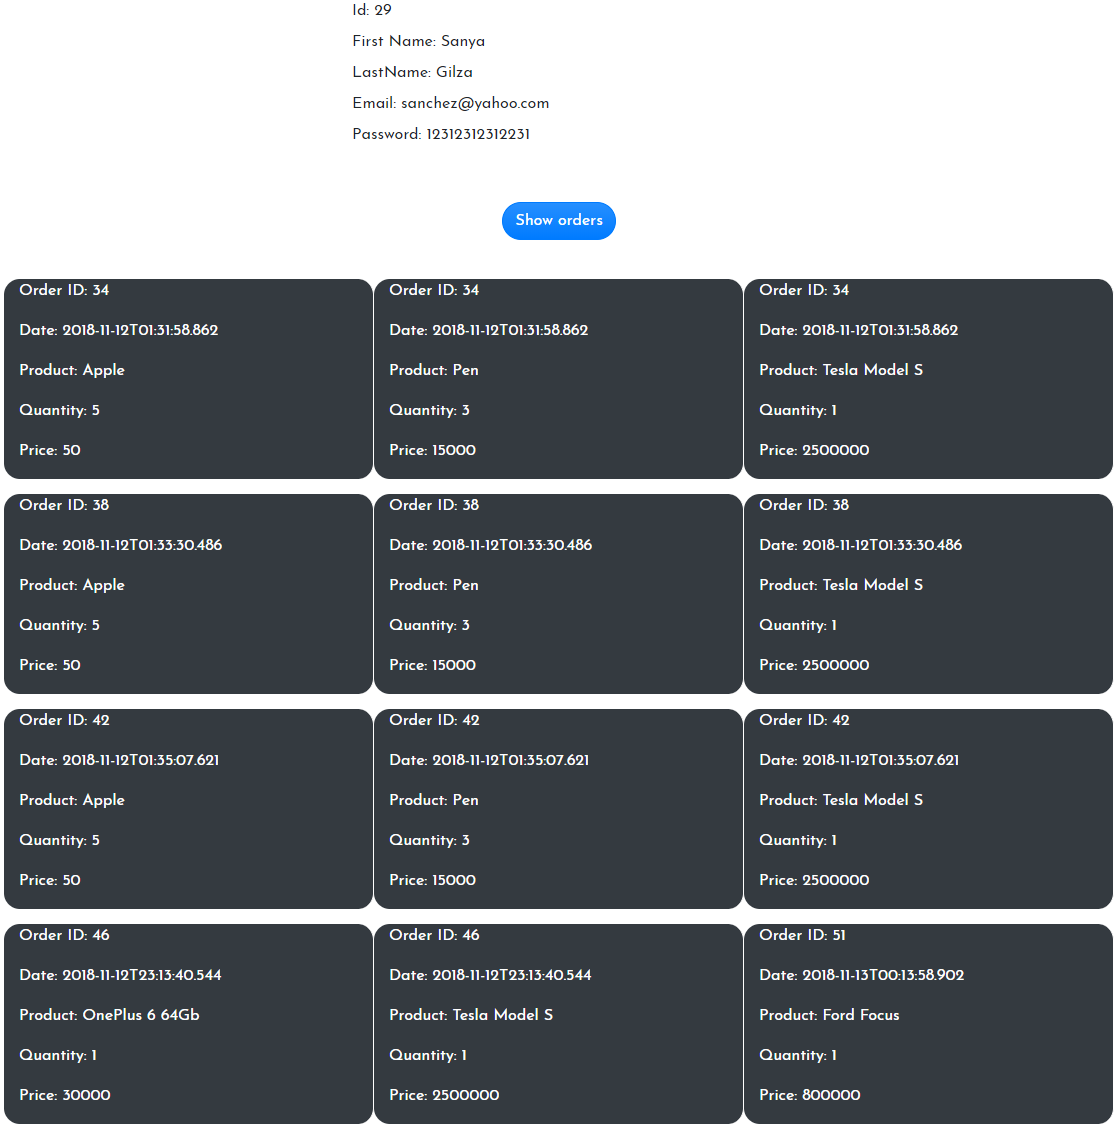 Id: 29
First Name: Sanya
LastName: Gilza
Email: sanchez@yahoo.com
Password: 12312312312231
Show orders
Order ID: 34
Date: 2018-11-12T01:31:58.862
Product: Apple
Quantity: 5
Price: 50
Order ID: 34
Date: 2018-11-12T01:31:58.862
Product: Pen
Quantity: 3
Price: 15000
Order ID: 34
Date: 2018-11-12T01:31:58.862
Product: Tesla Model S
Quantity: 1
Price: 2500000
Order ID: 38
Date: 2018-11-12T01:33:30.486
Product: Apple
Quantity: 5
Price: 50
Order ID: 38
Date: 2018-11-12T01:33:30.486
Product: Pen
Quantity: 3
Price: 15000
Order ID: 38
Date: 2018-11-12T01:33:30.486
Product: Tesla Model S
Quantity: 1
Price: 2500000
Order ID: 42
Date: 2018-11-12T01:35:07.621
Product: Apple
Quantity: 5
Price: 50
Order ID: 42
Date: 2018-11-12T01:35:07.621
Product: Pen
Quantity: 3
Price: 15000
Order ID: 42
Date: 2018-11-12T01:35:07.621
Product: Tesla Model S
Quantity: 1
Price: 2500000
Order ID: 46
Date: 2018-11-12T23:13:40.544
Product: OnePlus 6 64Gb
Quantity: 1
Price: 30000
Order ID: 46
Date: 2018-11-12T23:13:40.544
Product: Tesla Model S
Quantity: 1
Price: 2500000
Order ID: 51
Date: 2018-11-13T00:13:58.902
Product: Ford Focus
Quantity: 1
Price: 800000